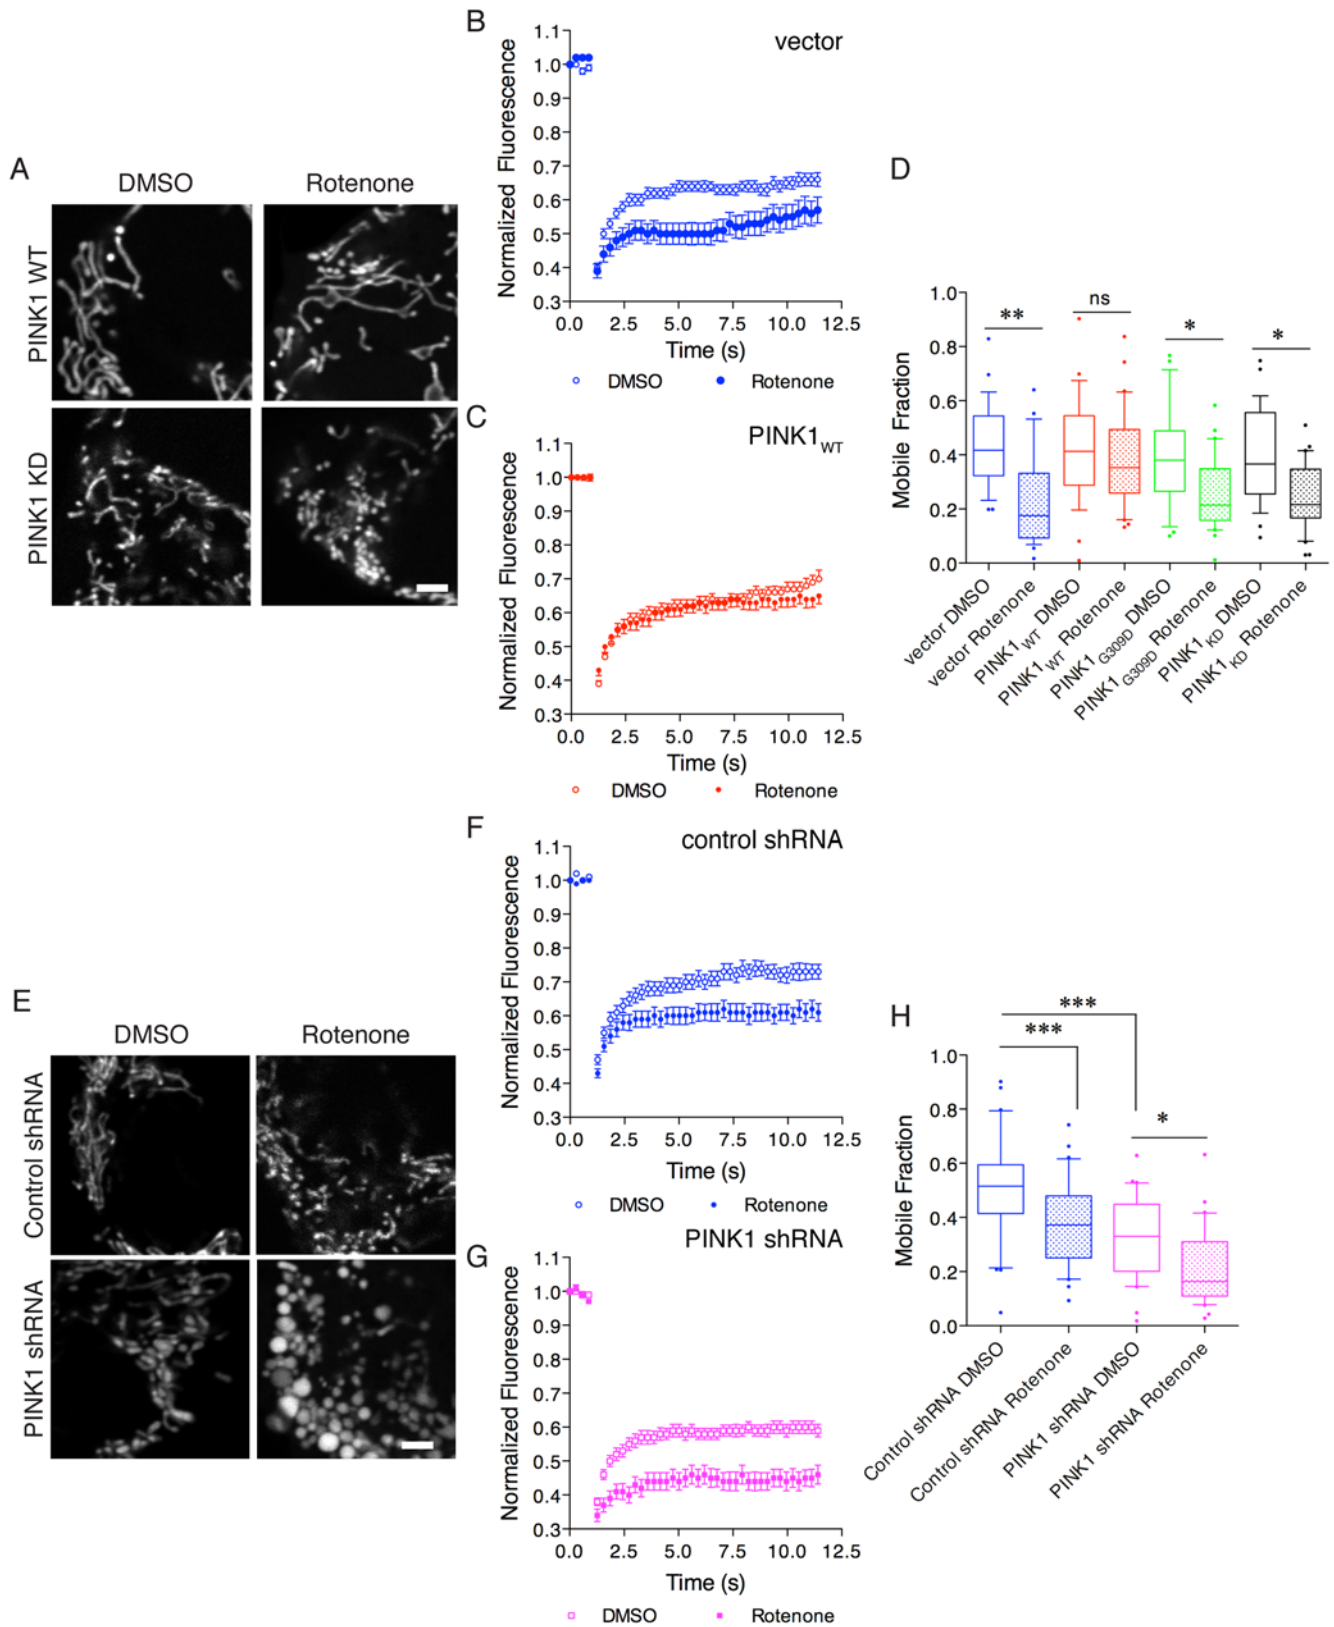 A
DMSO
Rotenone
PINK1 WT
PINK1 KD
B
vector
Normalized Fluorescence
1.1
1.0
0.9
0.8
0.7
0.6
0.5
0.4
0.3
0.0 2.5 5.0 7.5 10.0 12.5
Time (s)
DMSO
Rotenone
C
PINK1WT
Normalized Fluorescence
1.1
1.0
0.9
0.8
0.7
0.6
0.5
0.4
0.3
0.0 2.5 5.0 7.5 10.0 12.5
Time (s)
DMSO
Rotenone
D
Mobile Fraction
1.0
0.8
0.6
0.4
0.2
0.0
**
ns
*
*
vector DMSO
vector Rotenone
PINK1WT DMSO
PINK1WT Rotenone
PINK1G309D DMSO
PINK1G309D Rotenone
PINK1KD DMSO
PINK1KD Rotenone
E
DMSO
Rotenone
Control shRNA
PINK1 shRNA
F
control shRNA
Normalized Fluorescence
1.1
1.0
0.9
0.8
0.7
0.6
0.5
0.4
0.3
0.0 2.5 5.0 7.5 10.0 12.5
Time (s)
DMSO
Rotenone
G
PINK1 shRNA
Normalized Fluorescence
1.1
1.0
0.9
0.8
0.7
0.6
0.5
0.4
0.3
0.0 2.5 5.0 7.5 10.0 12.5
Time (s)
DMSO
Rotenone
H
Mobile Fraction
1.0
0.8
0.6
0.4
0.2
0.0
***
***
*
Control shRNA DMSO
Control shRNA Rotenone
PINK1 shRNA DMSO
PINK1 shRNA Rotenone